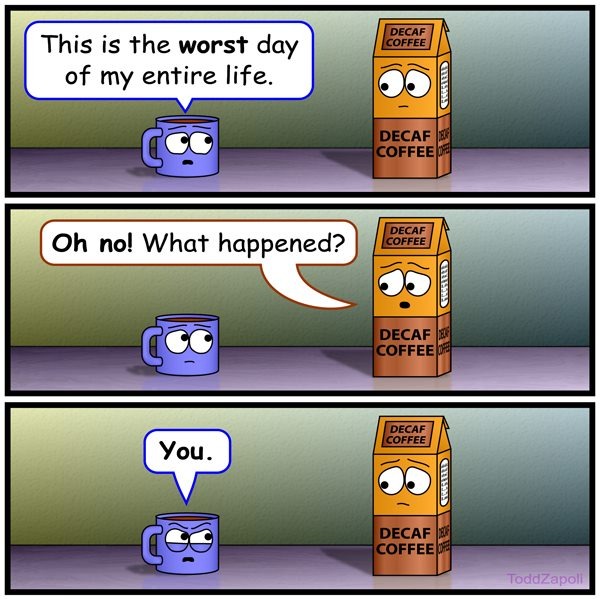 This is the worst day
of my entire life.
DECAF
COFFEE
DECAF
COFFEE
Oh no! What happened?
DECAF
COFFEE
DECAF
COFFEE
You.
DECAF
COFFEE
DECAF
COFFEE
ToddZapoli